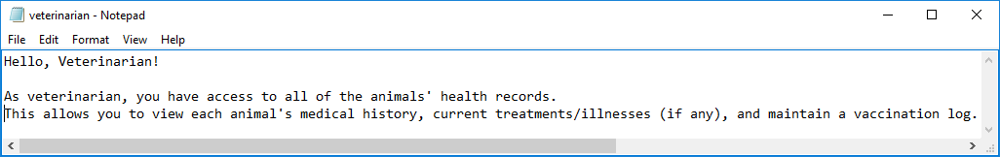 veterinarian - Notepad
File Edit Format View Help
Hello, Veterinarian!
As veterinarian, you have access to all of the animals' health records.
This allows you to view each animal's medical history, current treatments/illnesses (if any), and maintain a vaccination log.